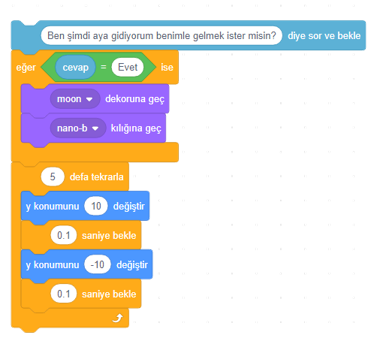 Ben şimdi aya gidiyorum benimle gelmek ister misin? diye sor ve bekle
eğer cevap = Evet ise
moon dekoruna geç
nano-b kılığına geç
5 defa tekrarla
y konumunu 10 değiştir
0.1 saniye bekle
y konumunu -10 değiştir
0.1 saniye bekle